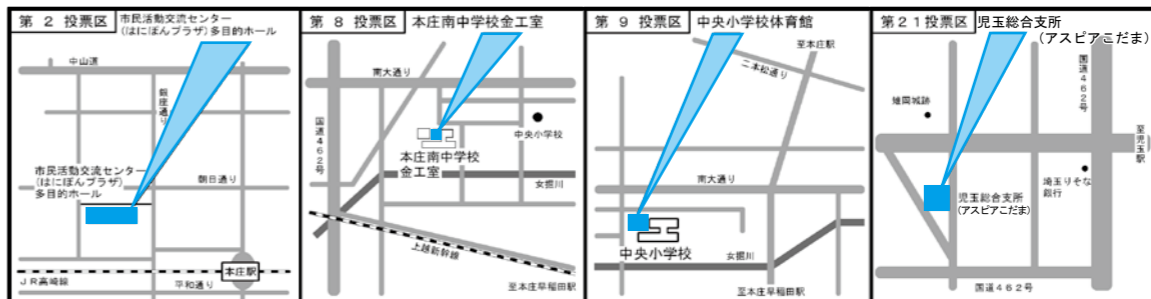 第 2 投票区
市民活動交流センター
(はにぽんプラザ)多目的ホール
中山道
銀座通り
市民活動交流センター
(はにぽんプラザ)
多目的ホール
朝日通り
本庄駅
JR高崎線
平和通り
第 8 投票区
本庄南中学校金工室
南大通り
国道462号
中央小学校
本庄南中学校
金工室
女掘川
上越新幹線
至本庄早稲田駅
第 9 投票区
中央小学校体育館
至本庄駅
二本松通り
南大通り
中央小学校
女掘川
至本庄早稲田駅
第21投票区
児玉総合支所
(アスピアこだま)
国道462号
雉岡城跡
至児玉駅
埼玉りそな
銀行
児玉総合支所
(アスピアこだま)
国道462号